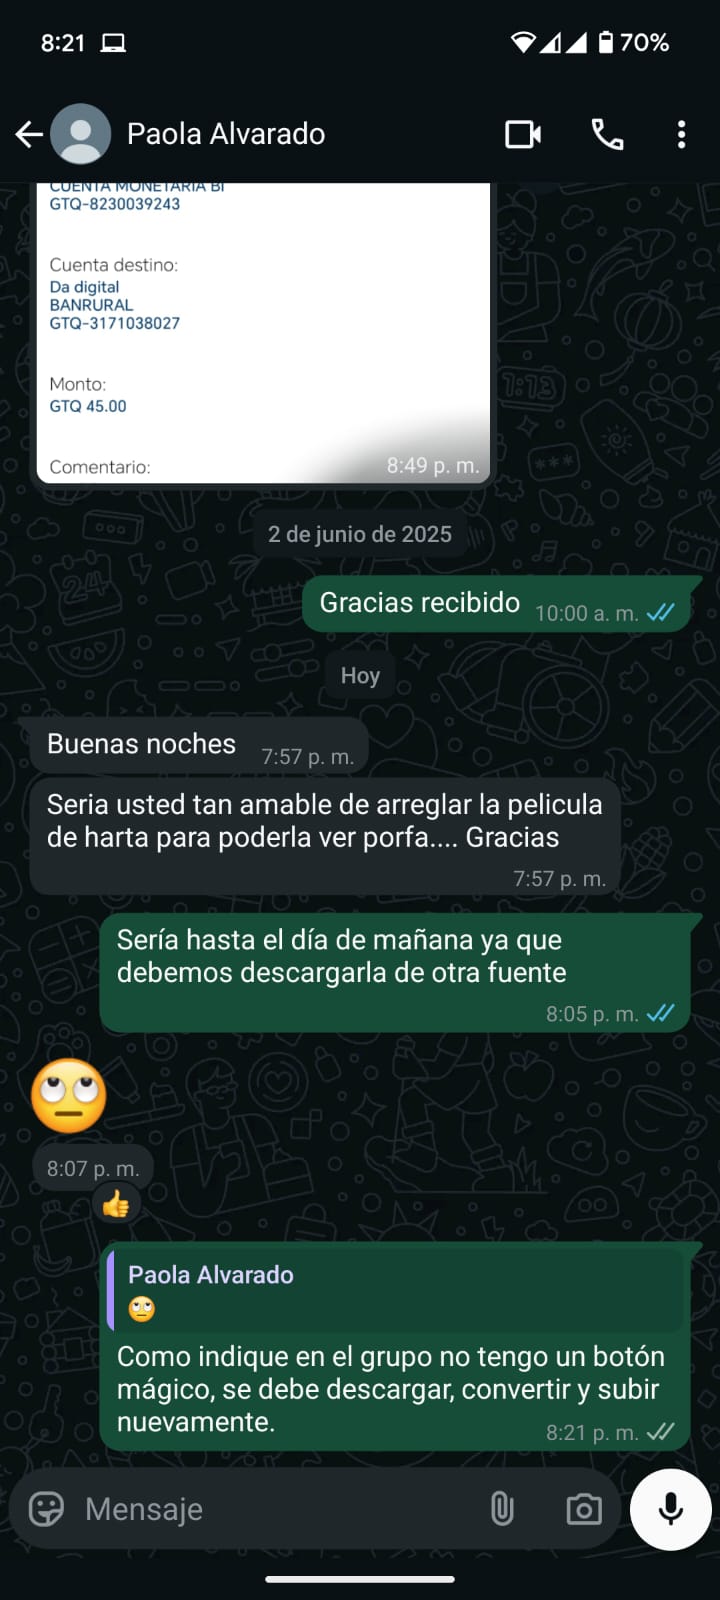 8:21
70%
Paola Alvarado
CUENTA MONETARIA BI
GTQ-8230039243
Cuenta destino:
Da digital
BANRURAL
GTQ-3171038027
Monto:
GTQ 45.00
Comentario:
8:49 p. m.
2 de junio de 2025
Gracias recibido
10:00 a. m.
Hoy
Buenas noches
7:57 p. m.
Seria usted tan amable de arreglar la pelicula
de harta para poderla ver porfa.... Gracias
7:57 p. m.
Sería hasta el día de mañana ya que
debemos descargarla de otra fuente
8:05 p. m.
🙄
8:07 p. m.
👍
Paola Alvarado
🙄
Como indique en el grupo no tengo un botón
mágico, se debe descargar, convertir y subir
nuevamente.
8:21 p. m.
Mensaje